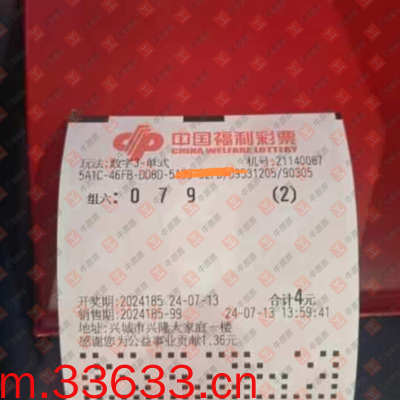 中国福利彩票
CHINA WELFARE LOTTERY
玩法:数字3-单式 机号:21140087
组六: 0 7 9 (2)
开奖期:2024185 24-07-13 合计4元
销售期:2024185-99 24-07-13 13:59:41
地址:兴城市兴隆大家庭一楼
感谢您为公益事业贡献1.36元
m.33633.cn